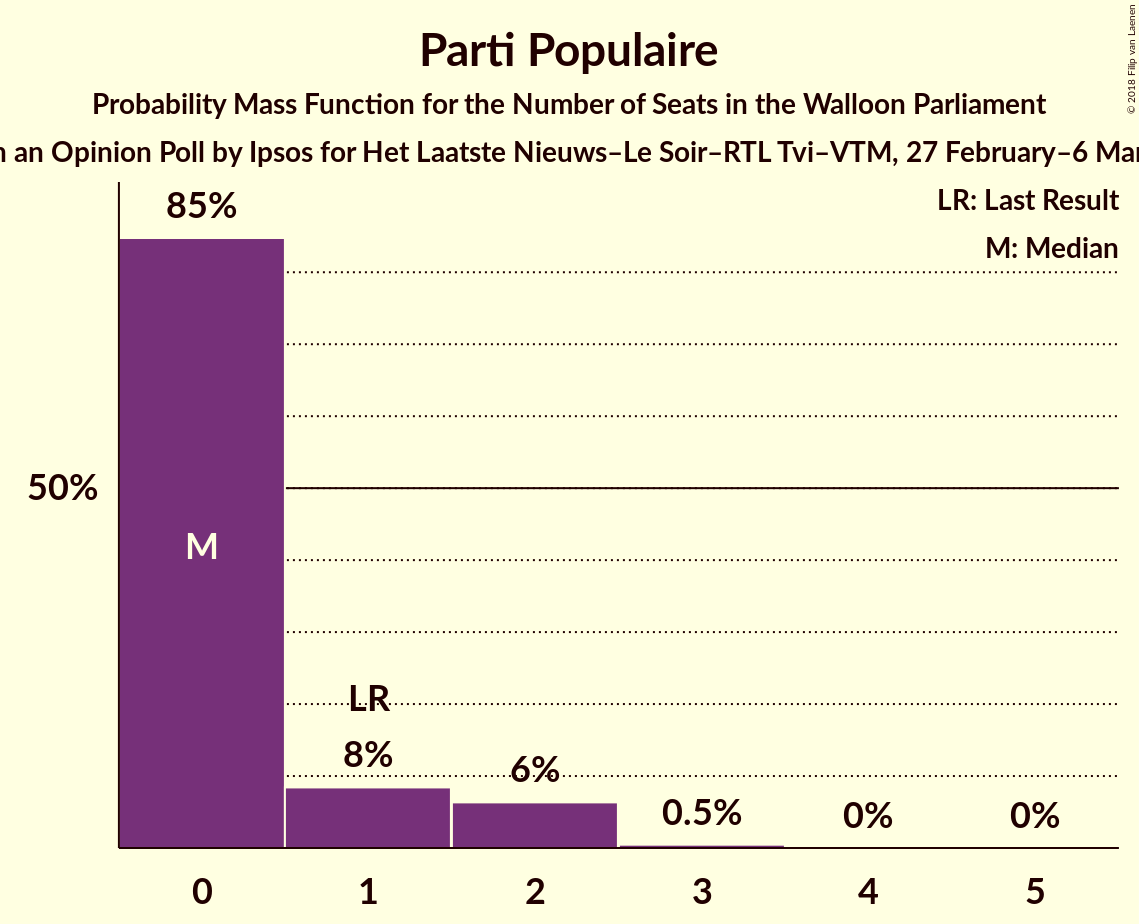 Parti Populaire
Probability Mass Function for the Number of Seats in the Walloon Parliament
an Opinion Poll by Ipsos for Het Laatste Nieuws–Le Soir–RTL Tvi–VTM, 27 February–6
© 2018 Filip van Laenen
LR: Last Result
M: Median
85%
50%
M
LR
8%
6%
0.5%
0%
0%
0
1
2
3
4
5